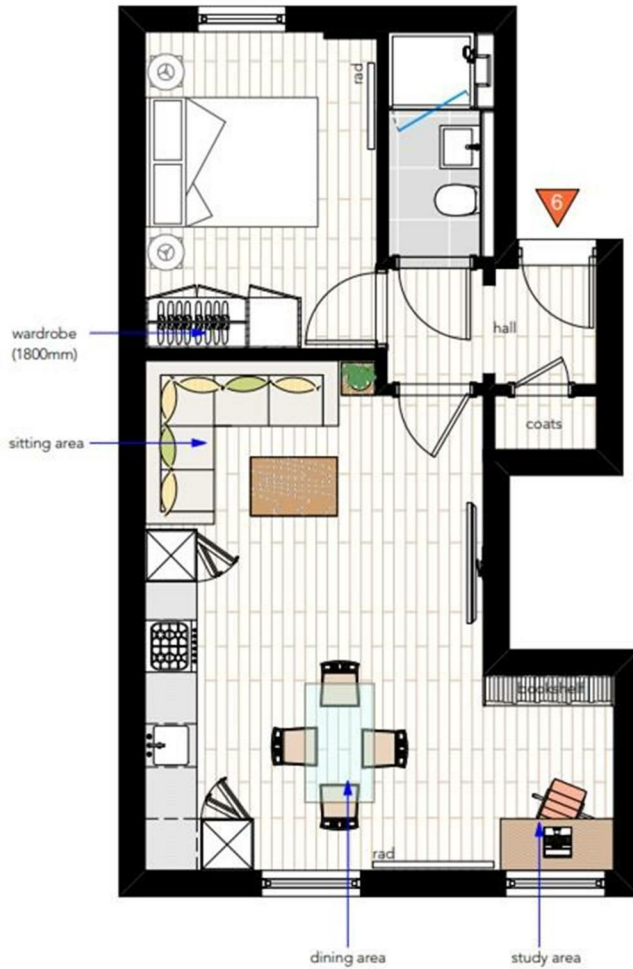 rad
6
hall
wardrobe
(1800mm)
coats
sitting area
bookshelf
rad
dining area
study area